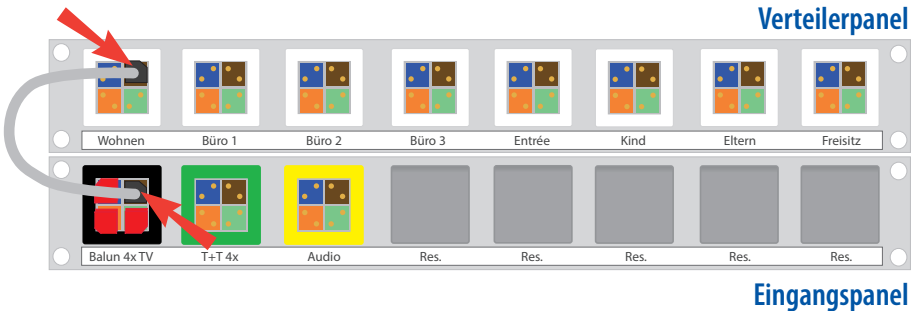 Verteilerpanel
Wohnen Büro 1 Büro 2 Büro 3 Entrée Kind Eltern Freisitz
Balun 4x TV T+T 4x Audio Res. Res. Res. Res. Res.
Eingangspanel